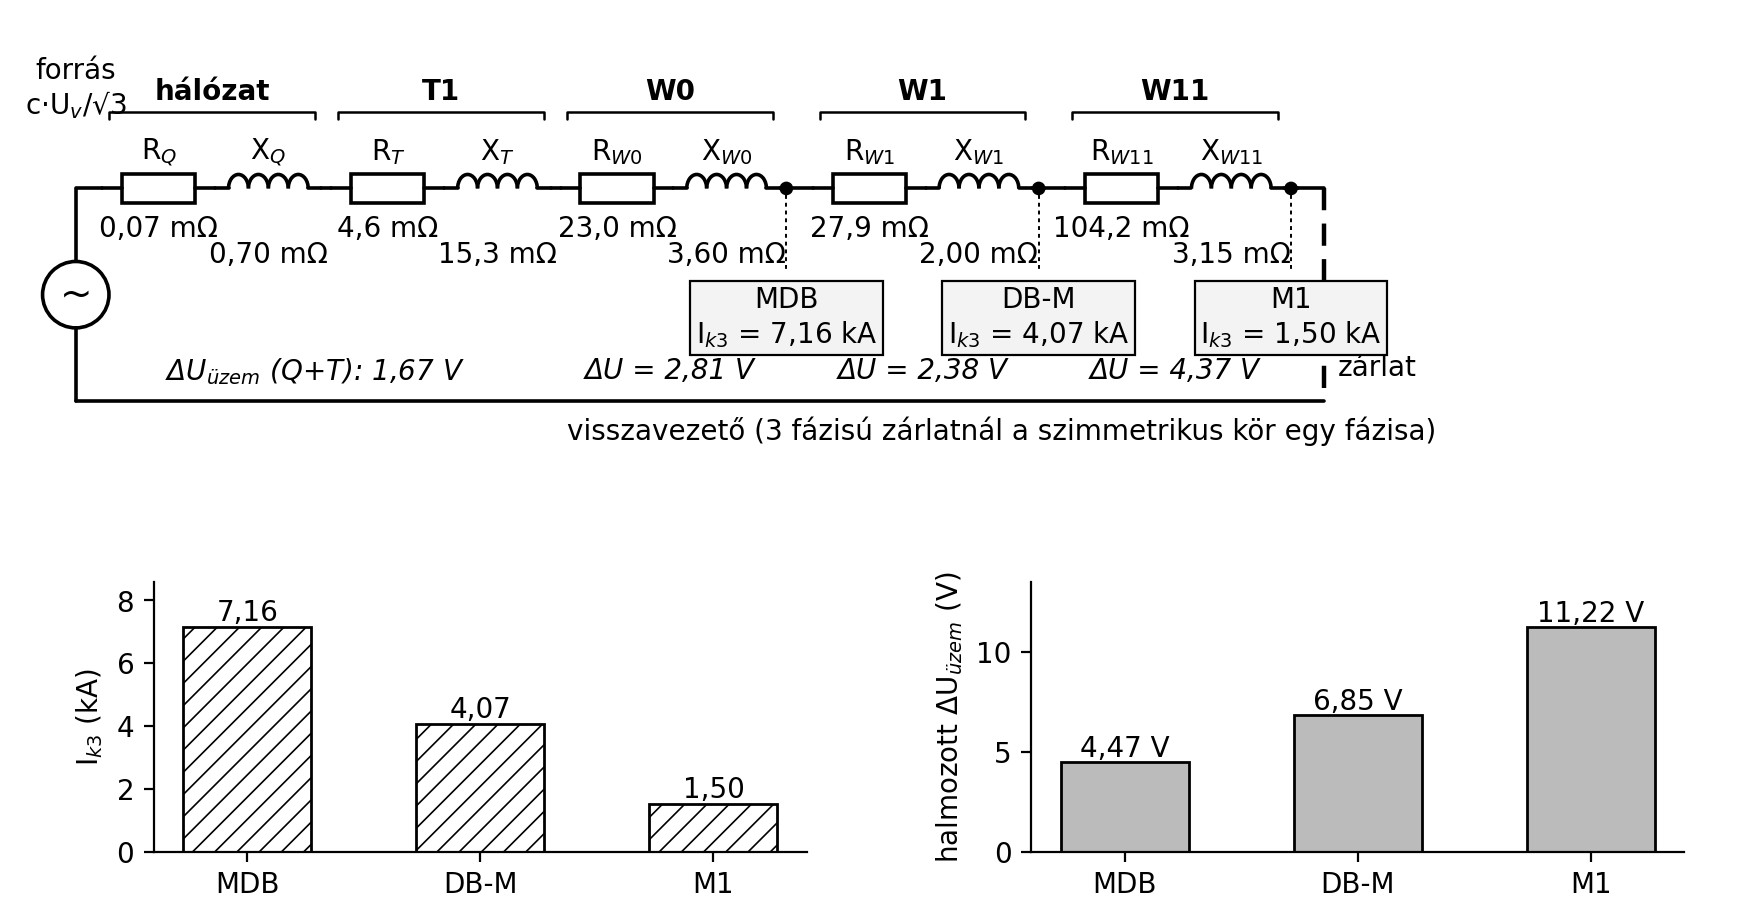 forrás
c·Uᵥ/√3
hálózat
T1
W0
W1
W11
R_Q X_Q R_T X_T R_W0 X_W0 R_W1 X_W1 R_W11 X_W11
0,07 mΩ 4,6 mΩ 23,0 mΩ 27,9 mΩ 104,2 mΩ
0,70 mΩ 15,3 mΩ 3,60 mΩ 2,00 mΩ 3,15 mΩ
~
MDB
I_k3 = 7,16 kA
DB-M
I_k3 = 4,07 kA
M1
I_k3 = 1,50 kA
ΔU_üzem (Q+T): 1,67 V
ΔU = 2,81 V
ΔU = 2,38 V
ΔU = 4,37 V
zárlat
visszavezető (3 fázisú zárlatnál a szimmetrikus kör egy fázisa)
I_k3 (kA)
8
6
4
2
0
7,16
4,07
1,50
MDB DB-M M1
halmozott ΔU_üzem (V)
10
5
0
4,47 V
6,85 V
11,22 V
MDB DB-M M1